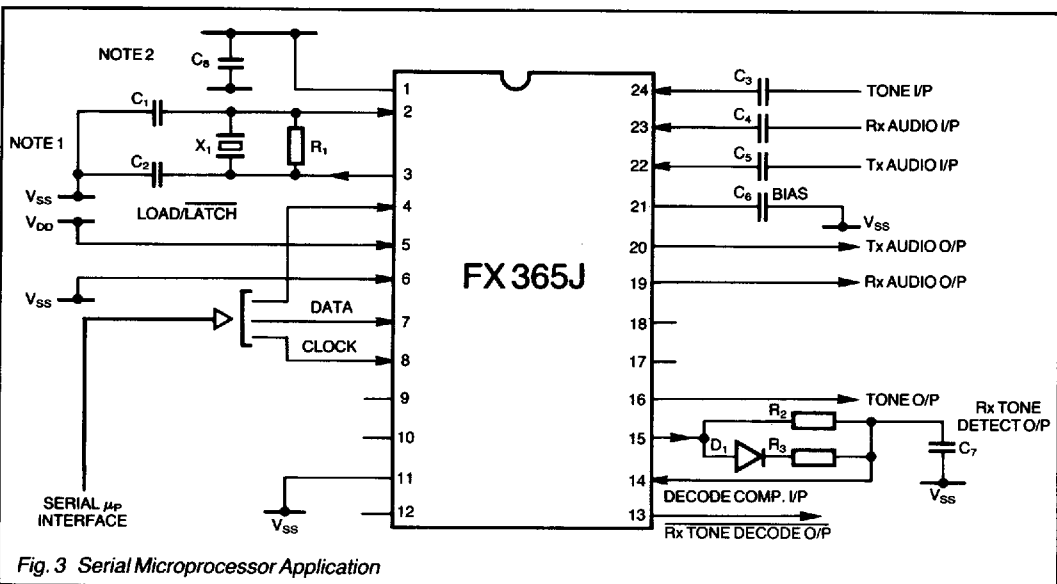 NOTE 2
C8
NOTE 1
C1
X1
R1
C2
VSS
VDD
LOAD/LATCH
VSS
DATA
CLOCK
SERIAL μP
INTERFACE
VSS
FX365J
1
2
3
4
5
6
7
8
9
10
11
12
24
23
22
21
20
19
18
17
16
15
14
13
C3
TONE I/P
C4
Rx AUDIO I/P
C5
Tx AUDIO I/P
C6 BIAS
VSS
Tx AUDIO O/P
Rx AUDIO O/P
TONE O/P
Rx TONE
DETECT O/P
R2
D1
R3
C7
VSS
DECODE COMP. I/P
Rx TONE DECODE O/P
Fig. 3 Serial Microprocessor Application